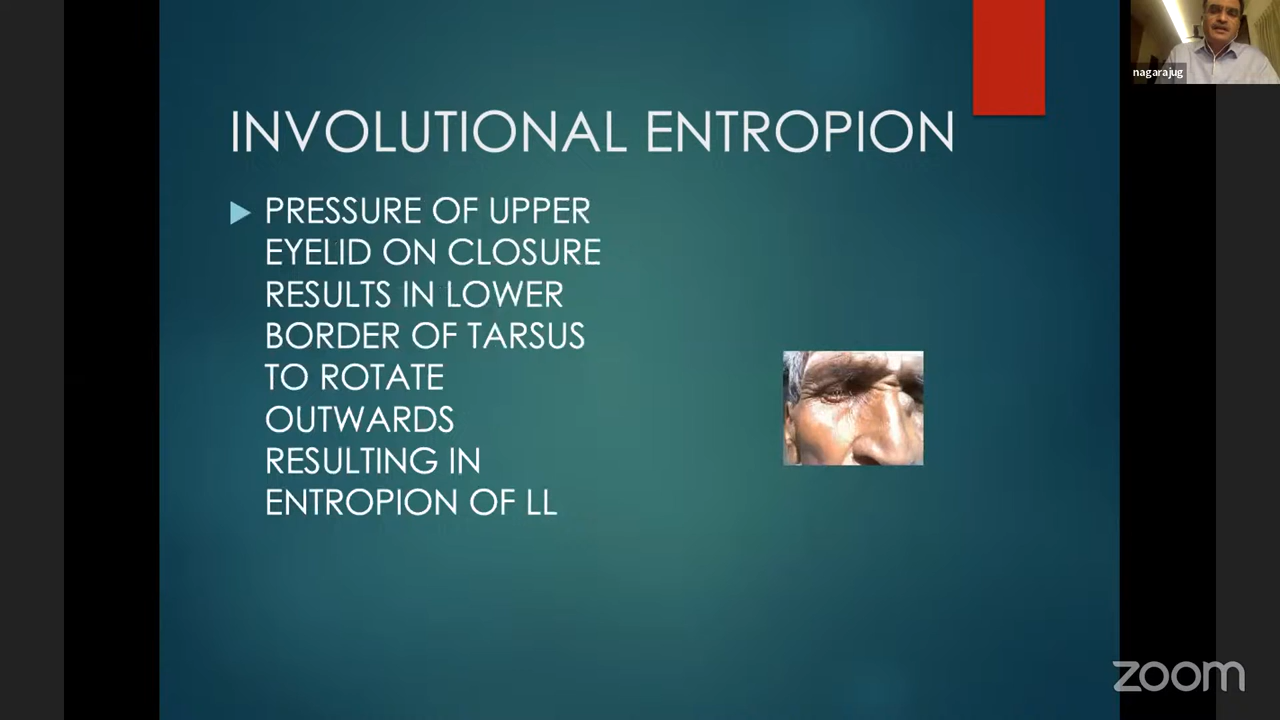 INVOLUTIONAL ENTROPION
PRESSURE OF UPPER
EYELID ON CLOSURE
RESULTS IN LOWER
BORDER OF TARSUS
TO ROTATE
OUTWARDS
RESULTING IN
ENTROPION OF LL
nagarajug
zoom